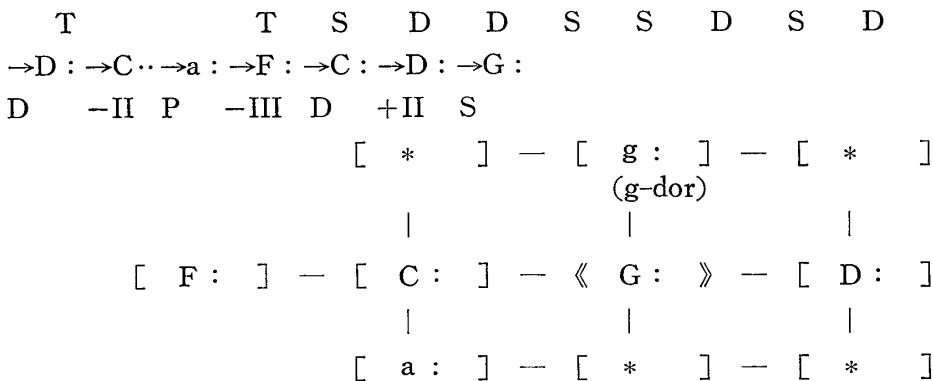 T T S D D S S D S D
→D : →C‥→a : →F : →C : →D : →G :
D −II P −III D +II S
[ * ] — [ g : ] — [ * ]
(g-dor)
| | |
[ F : ] — [ C : ] — 《 G : 》 — [ D : ]
| | |
[ a : ] — [ * ] — [ * ]